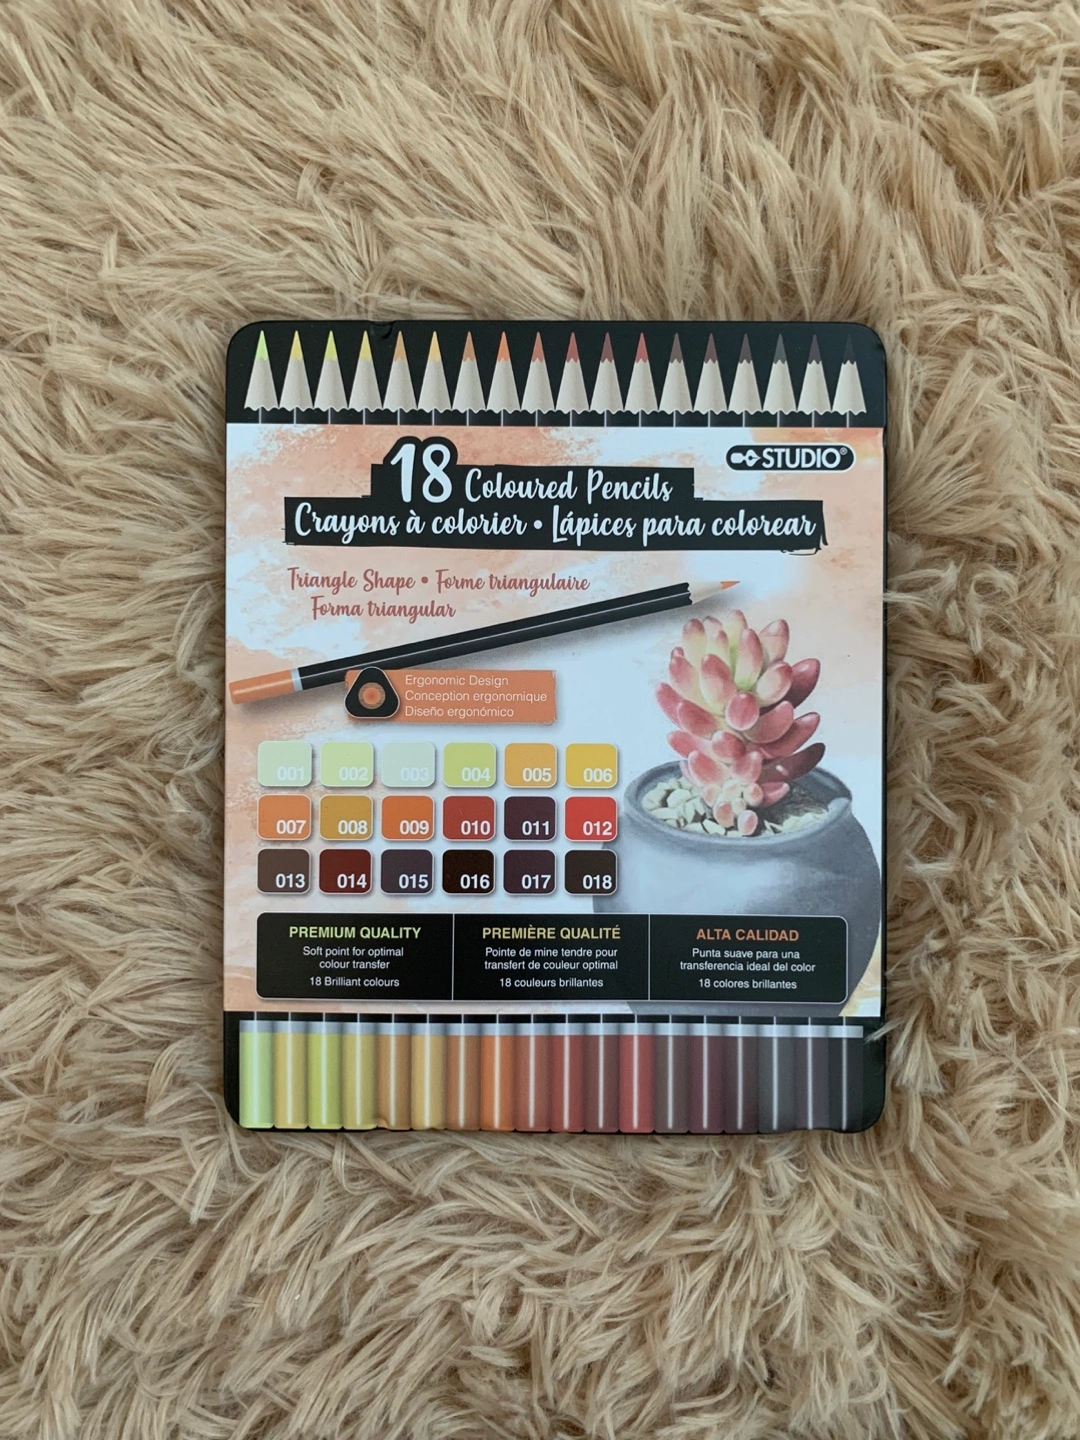 STUDIO®
18 Coloured Pencils
Crayons à colorier • Lápices para colorear
Triangle Shape • Forme triangulaire
Forma triangular
Ergonomic Design
Conception ergonomique
Diseño ergonómico
001 002 003 004 005 006
007 008 009 010 011 012
013 014 015 016 017 018
PREMIUM QUALITY
Soft point for optimal
colour transfer
18 Brilliant colours
PREMIÈRE QUALITÉ
Pointe de mine tendre pour
transfert de couleur optimal
18 couleurs brillantes
ALTA CALIDAD
Punta suave para una
transferencia ideal del color
18 colores brillantes